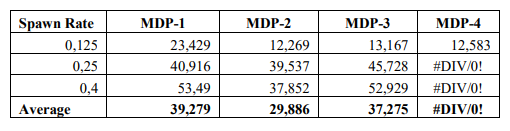 Spawn Rate MDP-1 MDP-2 MDP-3 MDP-4
0,125 23,429 12,269 13,167 12,583
0,25 40,916 39,537 45,728 #DIV/0!
0,4 53,49 37,852 52,929 #DIV/0!
Average 39,279 29,886 37,275 #DIV/0!